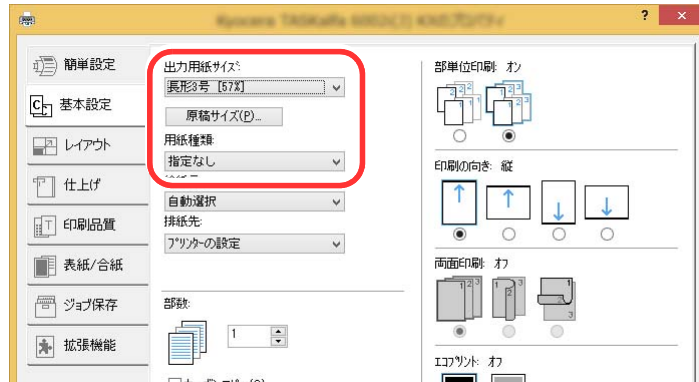 ?
×
簡単設定
基本設定
レイアウト
仕上げ
印刷品質
表紙/合紙
ジョブ保存
拡張機能
出力用紙サイズ:
長形3号 [57%]
原稿サイズ(P)...
用紙種類:
指定なし
自動選択
排紙先:
プリンターの設定
部数:
1
部単位印刷: オン
印刷の向き: 縦
両面印刷: オフ
エコプリント: オフ